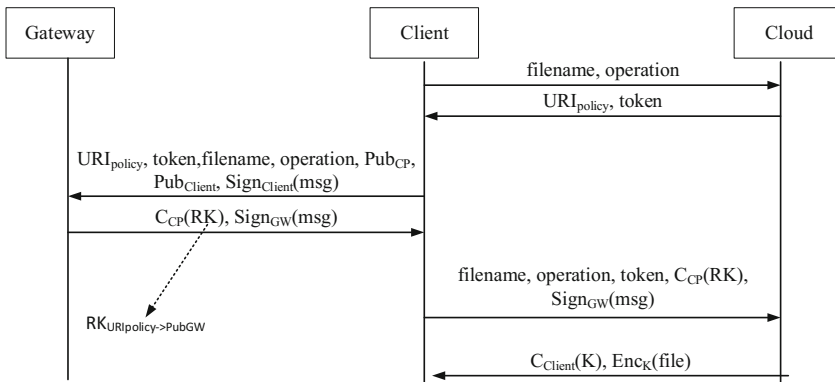 Gateway
Client
Cloud
filename, operation
URIpolicy, token
URIpolicy, token,filename, operation, PubCP,
PubClient, SignClient(msg)
CCP(RK), SignGW(msg)
filename, operation, token, CCP(RK),
SignGW(msg)
RKURIpolicy->PubGW
CClient(K), EncK(file)